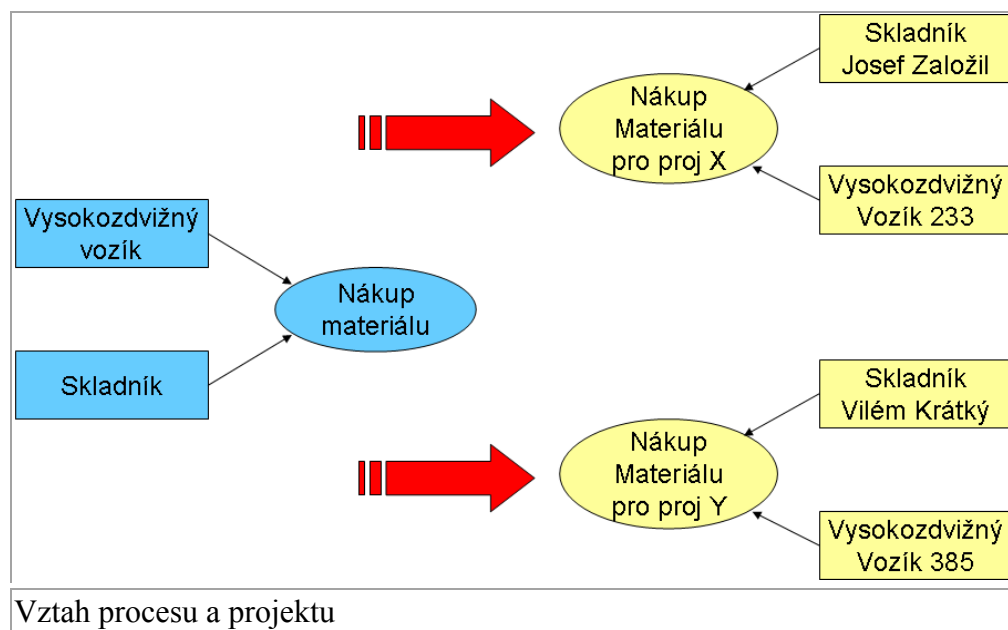 Skladník
Josef Založil
Nákup
Materiálu
pro proj X
Vysokozdvižný
Vozík 233
Vysokozdvižný
vozík
Nákup
materiálu
Skladník
Skladník
Vilém Krátký
Nákup
Materiálu
pro proj Y
Vysokozdvižný
Vozík 385
Vztah procesu a projektu